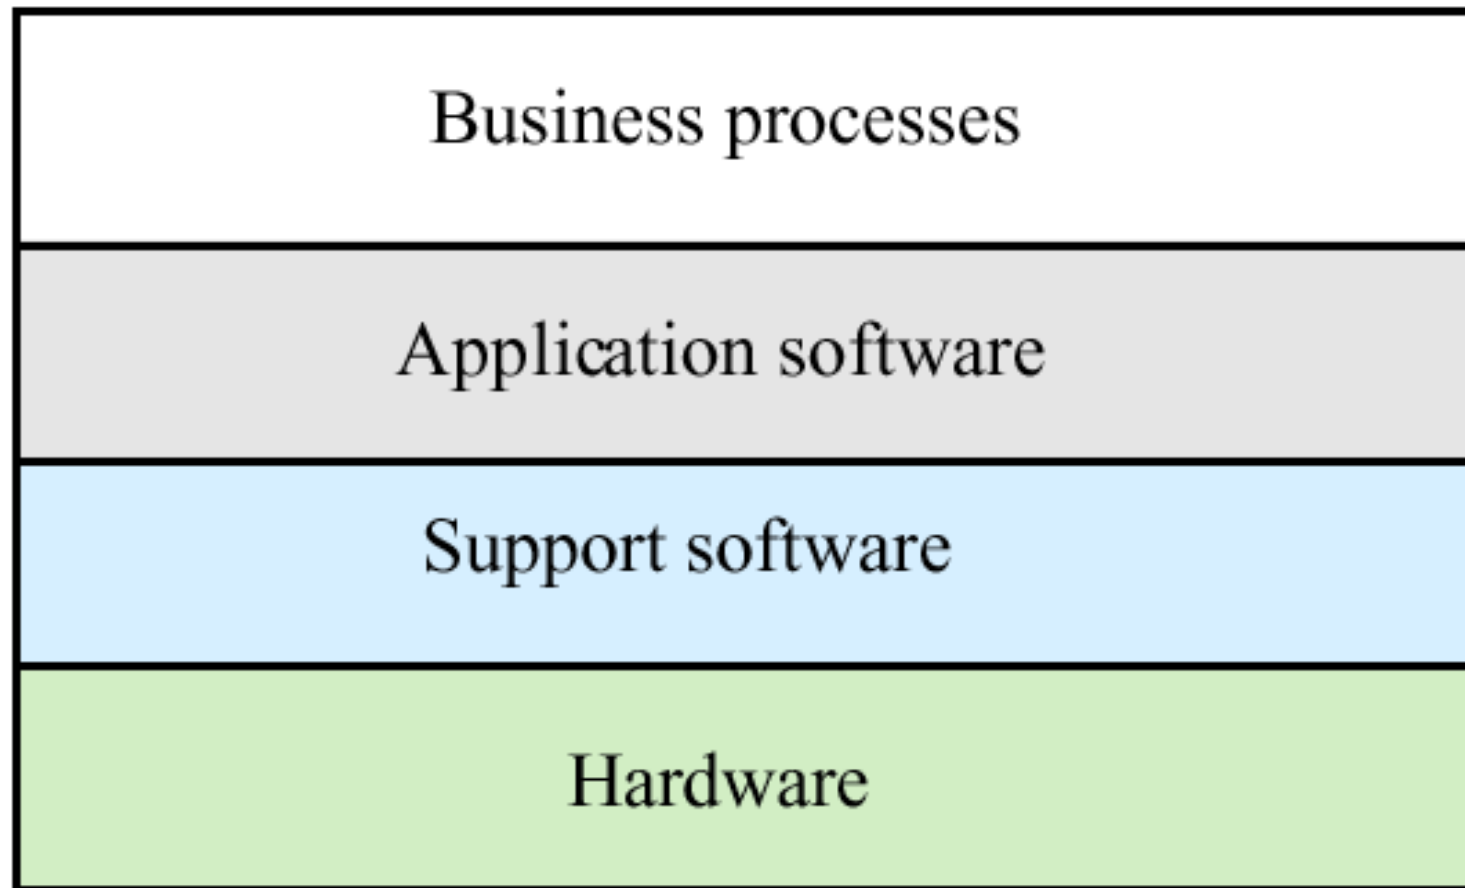 Business processes
Application software
Support software
Hardware